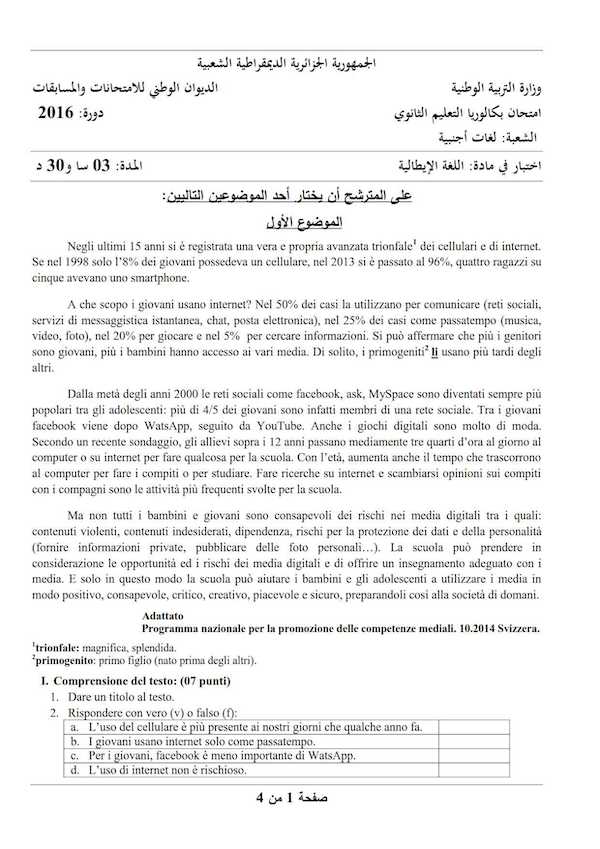 الجمهورية الجزائرية الديمقراطية الشعبية
وزارة التربية الوطنية الديوان الوطني للامتحانات والمسابقات
امتحان بكالوريا التعليم الثانوي دورة: 2016
الشعبة: لغات أجنبية
اختبار في مادة: اللغة الإيطالية المدة: 03 سا و30 د
على المترشح أن يختار أحد الموضوعين التاليين:
الموضوع الأول
Negli ultimi 15 anni si è registrata una vera e propria avanzata trionfale1 dei cellulari e di internet.
Se nel 1998 solo l'8% dei giovani possedeva un cellulare, nel 2013 si è passato al 96%, quattro ragazzi su
cinque avevano uno smartphone.
A che scopo i giovani usano internet? Nel 50% dei casi la utilizzano per comunicare (reti sociali,
servizi di messaggistica istantanea, chat, posta elettronica), nel 25% dei casi come passatempo (musica,
video, foto), nel 20% per giocare e nel 5% per cercare informazioni. Si può affermare che più i genitori
sono giovani, più i bambini hanno accesso ai vari media. Di solito, i primogeniti2 li usano più tardi degli
altri.
Dalla metà degli anni 2000 le reti sociali come facebook, ask, MySpace sono diventati sempre più
popolari tra gli adolescenti: più di 4/5 dei giovani sono infatti membri di una rete sociale. Tra i giovani
facebook viene dopo WatsApp, seguito da YouTube. Anche i giochi digitali sono molto di moda.
Secondo un recente sondaggio, gli allievi sopra i 12 anni passano mediamente tre quarti d'ora al giorno al
computer o su internet per fare qualcosa per la scuola. Con l'età, aumenta anche il tempo che trascorrono
al computer per fare i compiti o per studiare. Fare ricerche su internet e scambiarsi opinioni sui compiti
con i compagni sono le attività più frequenti svolte per la scuola.
Ma non tutti i bambini e giovani sono consapevoli dei rischi nei media digitali tra i quali:
contenuti violenti, contenuti indesiderati, dipendenza, rischi per la protezione dei dati e della personalità
(fornire informazioni private, pubblicare delle foto personali…). La scuola può prendere in
considerazione le opportunità ed i rischi dei media digitali e di offrire un insegnamento adeguato con i
media. E solo in questo modo la scuola può aiutare i bambini e gli adolescenti a utilizzare i media in
modo positivo, consapevole, critico, creativo, piacevole e sicuro, preparandoli così alla società di domani.
Adattato
Programma nazionale per la promozione delle competenze mediali. 10.2014 Svizzera.
1trionfale: magnifica, splendida.
2primogenito: primo figlio (nato prima degli altri).
I. Comprensione del testo: (07 punti)
1. Dare un titolo al testo.
2. Rispondere con vero (v) o falso (f):
a. L'uso del cellulare è più presente ai nostri giorni che qualche anno fa.
b. I giovani usano internet solo come passatempo.
c. Per i giovani, facebook è meno importante di WatsApp.
d. L'uso di internet non è rischioso.
صفحة 1 من 4